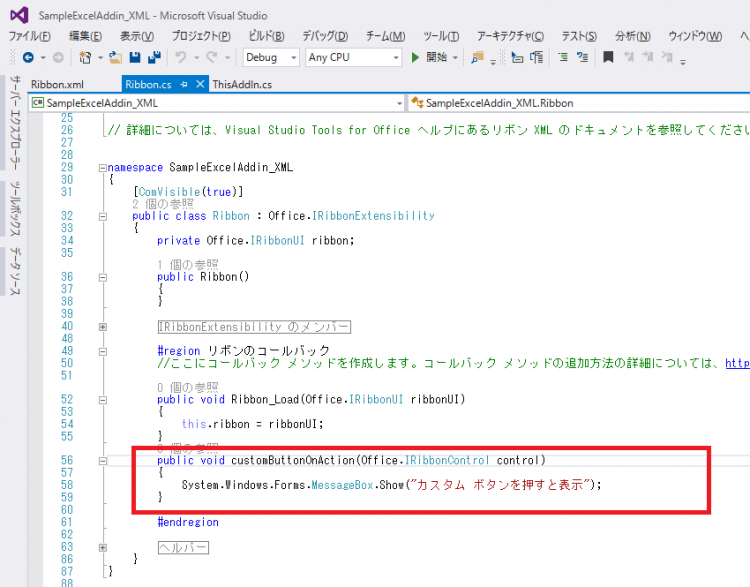 SampleExcelAddin_XML - Microsoft Visual Studio
ファイル(F) 編集(E) 表示(V) プロジェクト(P) ビルド(B) デバッグ(D) チーム(M) ツール(T) アーキテクチャ(C) テスト(S) 分析(N) ウィンドウ(W)
Debug Any CPU 開始
サーバー エクスプローラー
ツールボックス
データ ソース
Ribbon.xml Ribbon.cs ThisAddIn.cs
SampleExcelAddin_XML SampleExcelAddin_XML.Ribbon
25
26 // 詳細については、Visual Studio Tools for Office ヘルプにあるリボン XML のドキュメントを参照してくださ
27
28
29 namespace SampleExcelAddin_XML
30 {
31 [ComVisible(true)]
2 個の参照
32 public class Ribbon : Office.IRibbonExtensibility
33 {
34 private Office.IRibbonUI ribbon;
35
1 個の参照
36 public Ribbon()
37 {
38 }
39
40 IRibbonExtensibility のメンバー
48
49 #region リボンのコールバック
50 //ここにコールバック メソッドを作成します。コールバック メソッドの追加方法の詳細については、http
51
0 個の参照
52 public void Ribbon_Load(Office.IRibbonUI ribbonUI)
53 {
54 this.ribbon = ribbonUI;
55 }
個の参照
56 public void customButtonOnAction(Office.IRibbonControl control)
57 {
58 System.Windows.Forms.MessageBox.Show("カスタム ボタンを押すと表示");
59 }
60
61 #endregion
62
63 ヘルパー
86 }
87 }
88